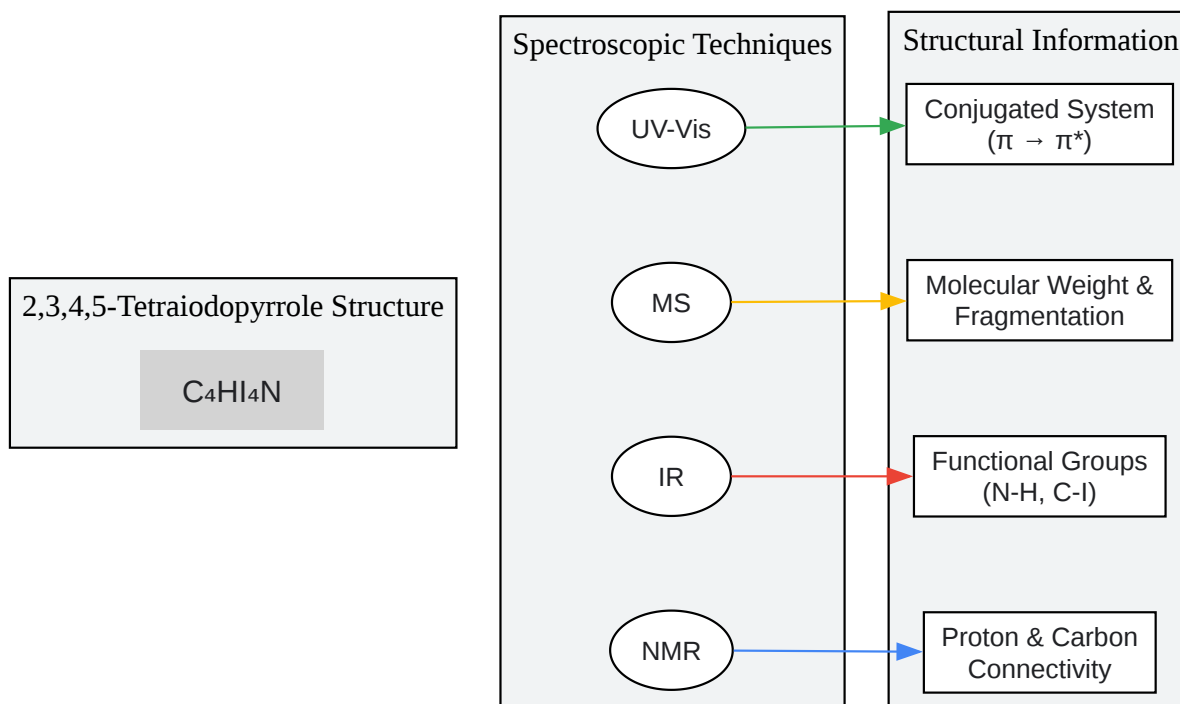 2,3,4,5-Tetraiodopyrrole Structure
C₄HI₄N
Spectroscopic Techniques
UV-Vis
MS
IR
NMR
Structural Information
Conjugated System
(π → π*)
Molecular Weight &
Fragmentation
Functional Groups
(N-H, C-I)
Proton & Carbon
Connectivity